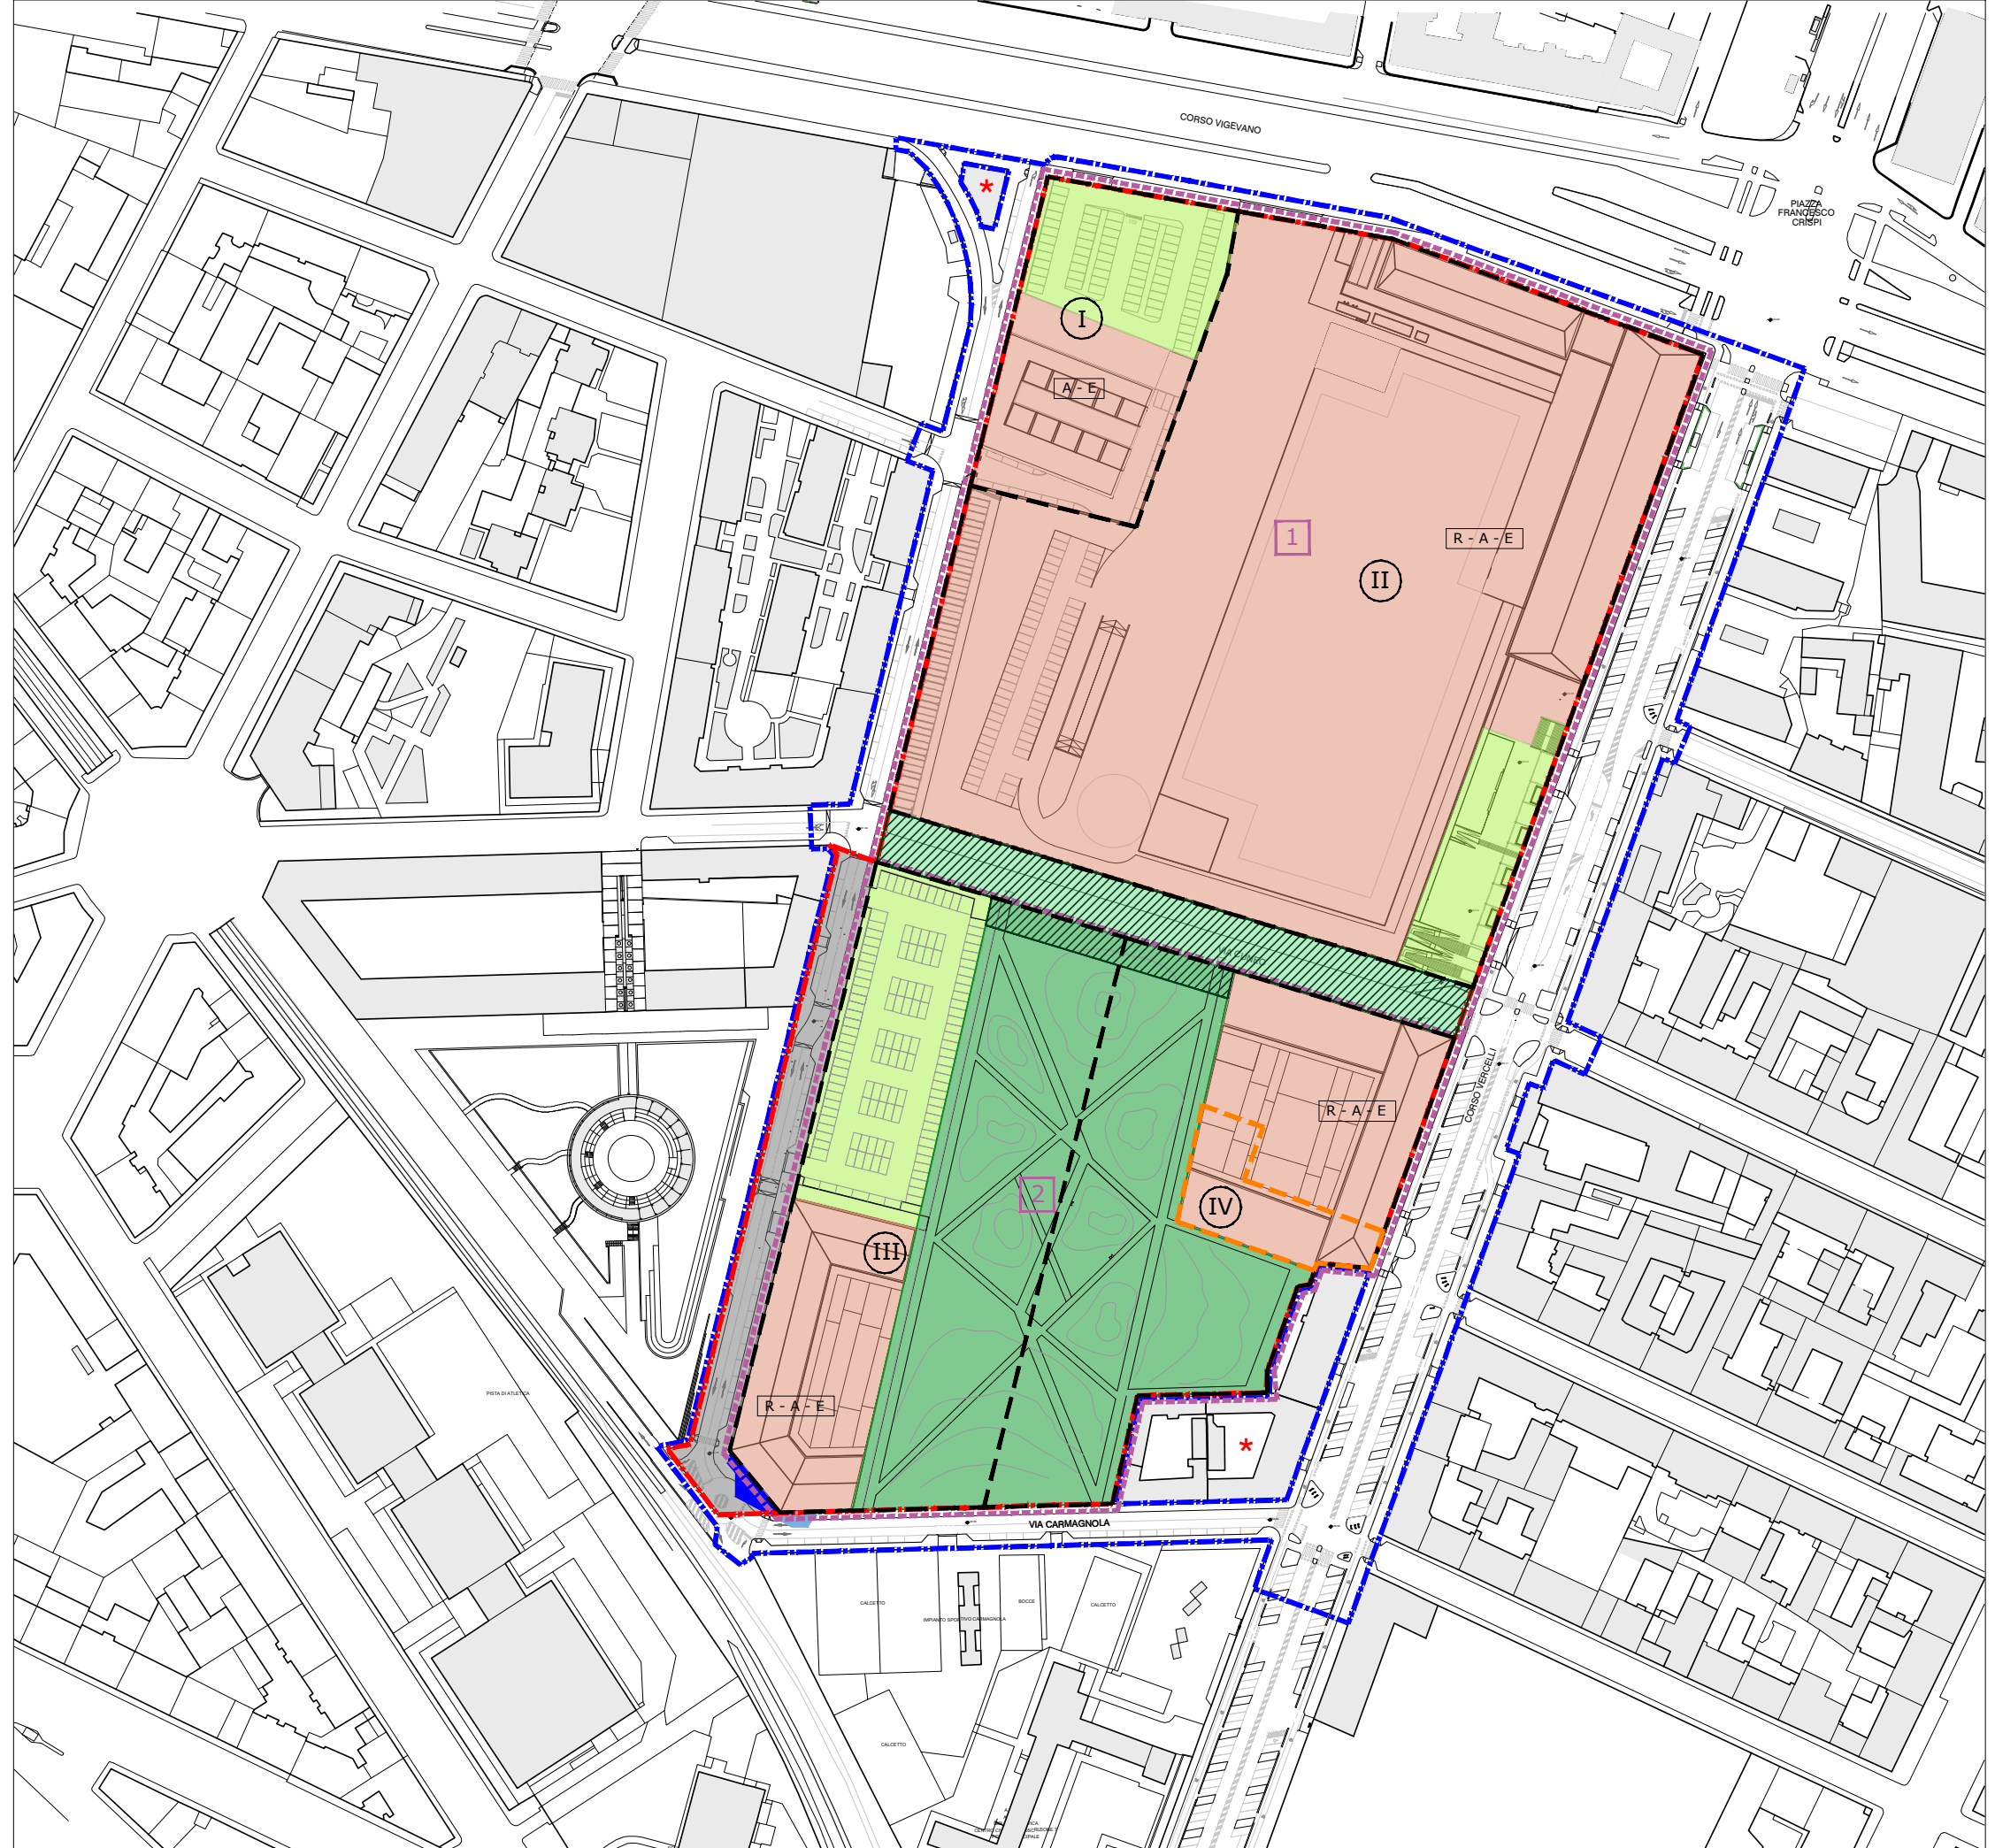 CORSO VIGEVANO
PIAZZA
FRANCESCO
CRISPI
*
I
A - E
1
R - A - E
II
CORSO VERCELLI
R - A - E
2
IV
III
PISTA DI ATLETICA
R - A - E
*
VIA CARMAGNOLA
CALCETTO
IMPIANTO SPORTIVO CARMAGNOLA
BOCCE
CALCETTO
CALCETTO